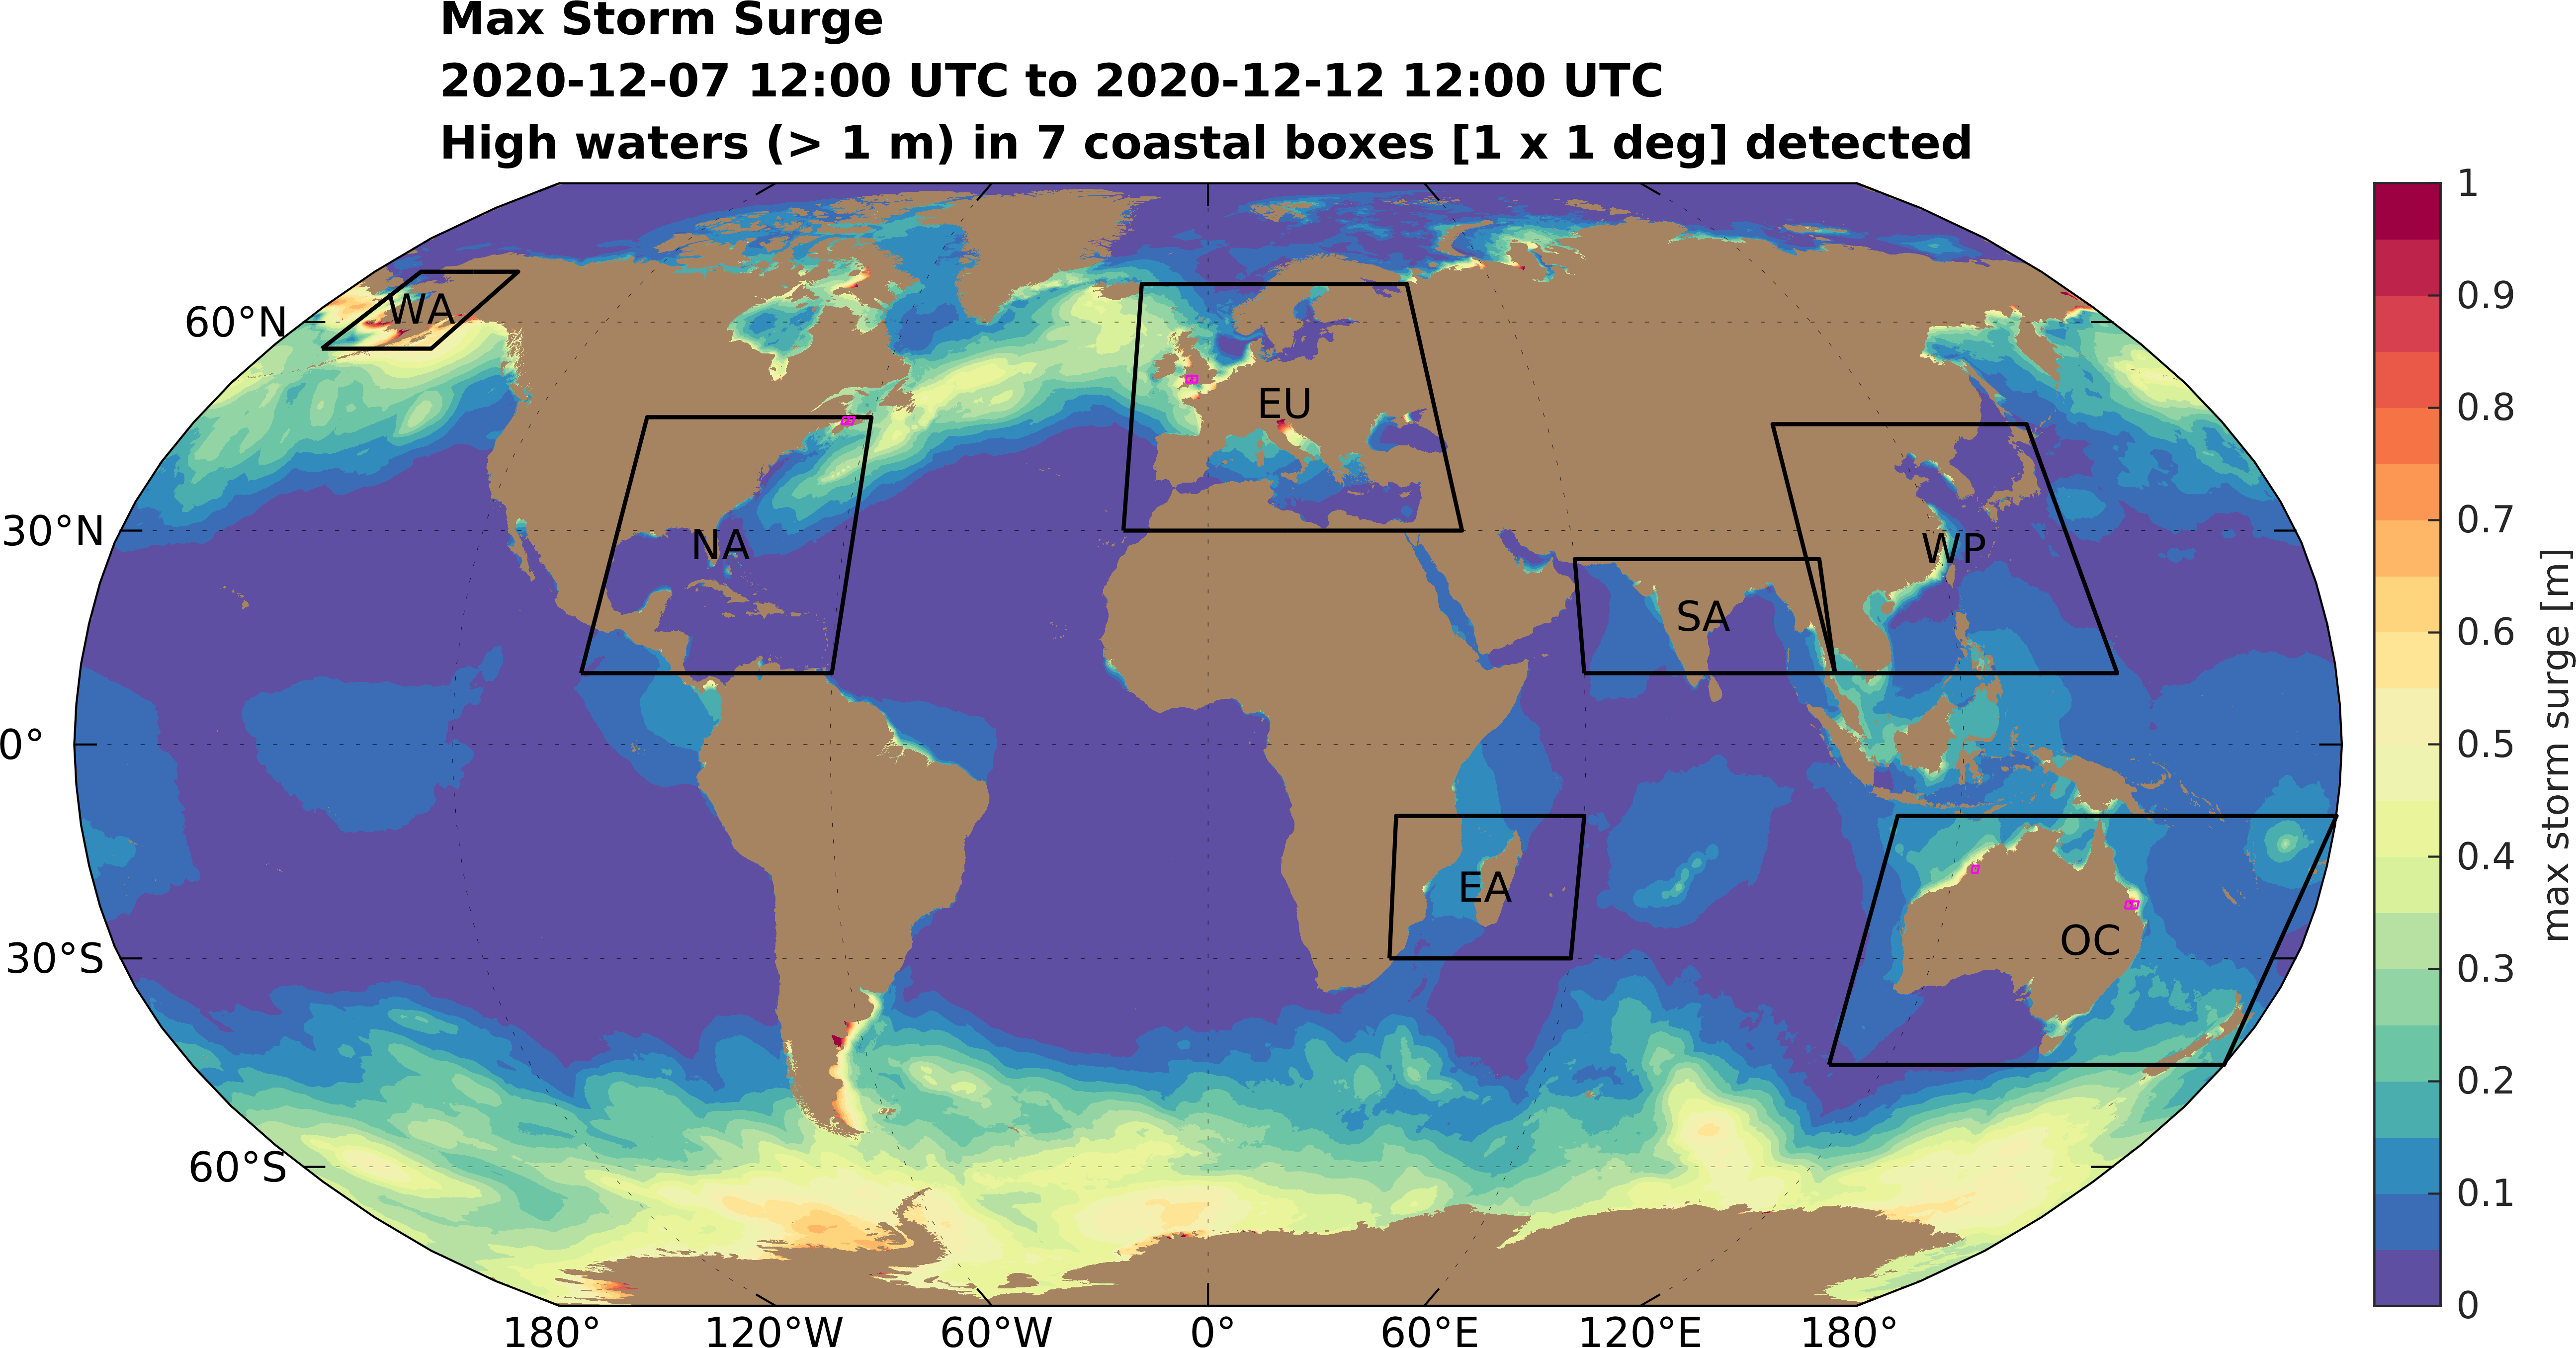 Max Storm Surge
2020-12-07 12:00 UTC to 2020-12-12 12:00 UTC
High waters (> 1 m) in 7 coastal boxes [1 x 1 deg] detected
60°N
30°N
0°
30°S
60°S
180°
120°W
60°W
0°
60°E
120°E
180°
WA
NA
EU
SA
WP
EA
OC
1
0.9
0.8
0.7
0.6
0.5
0.4
0.3
0.2
0.1
0
max storm surge [m]